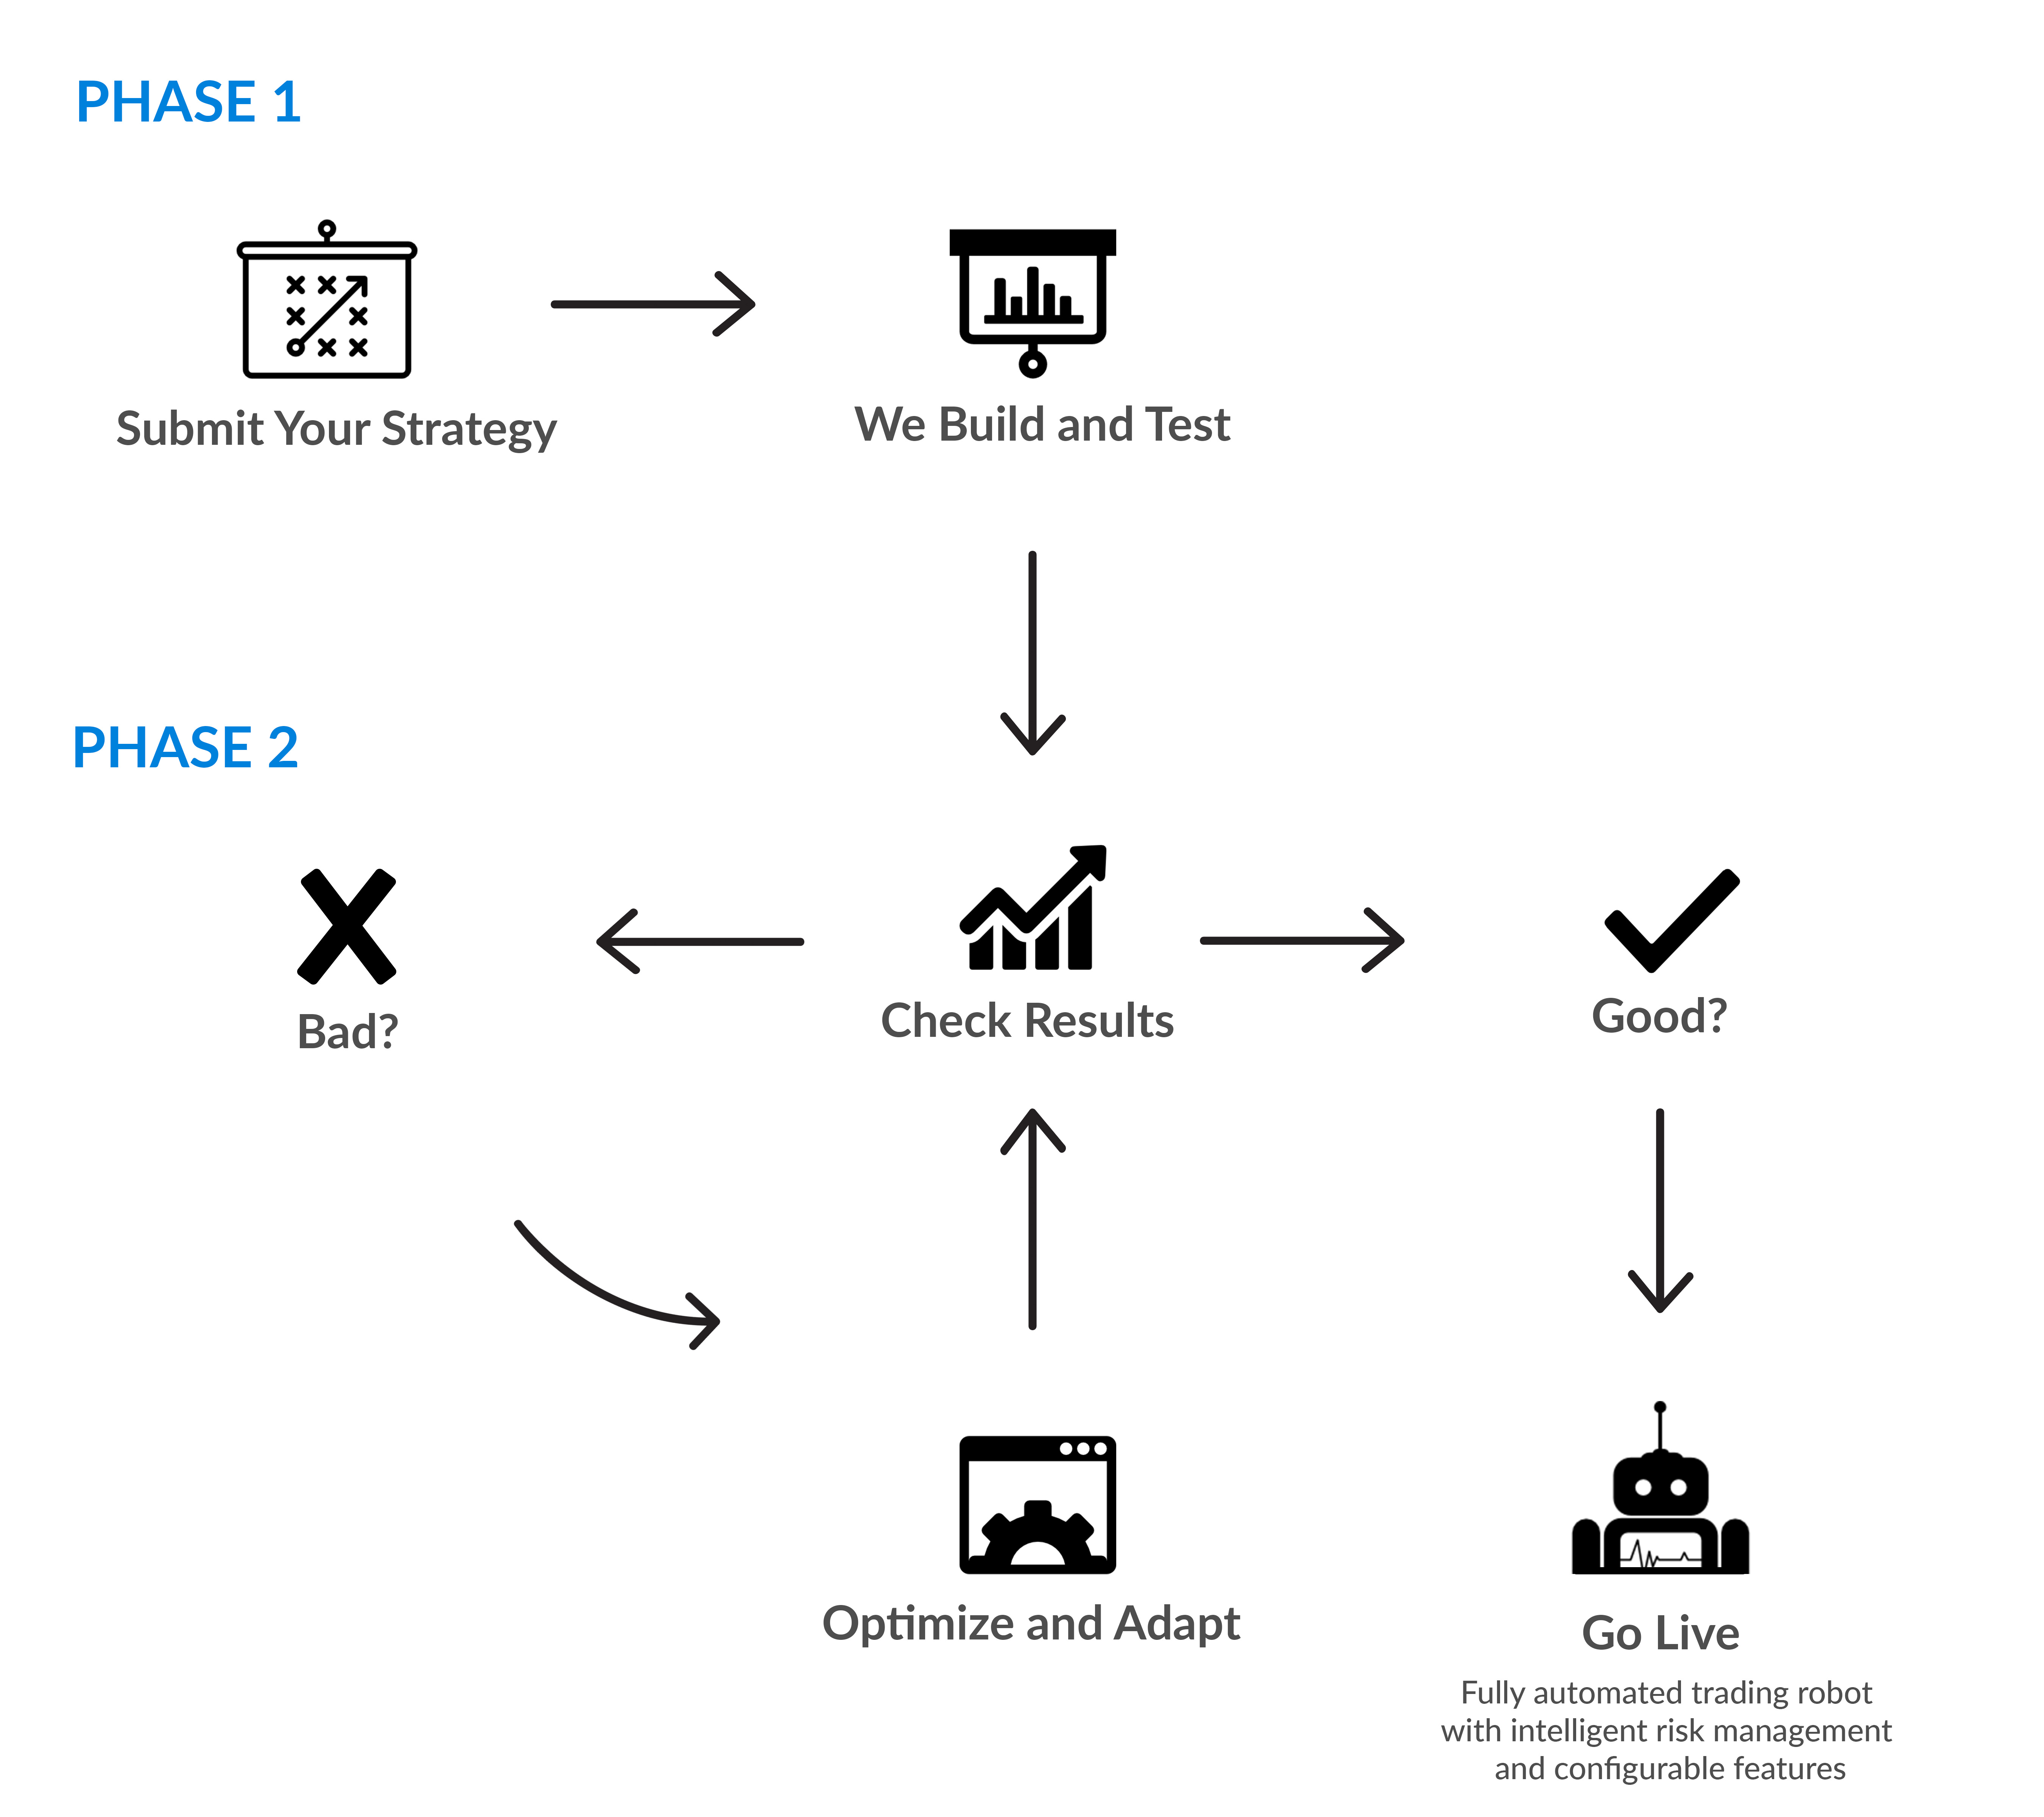 PHASE 1
Submit Your Strategy
We Build and Test
PHASE 2
Bad?
Check Results
Good?
Optimize and Adapt
Go Live
Fully automated trading robot
with intelligent risk management
and configurable features